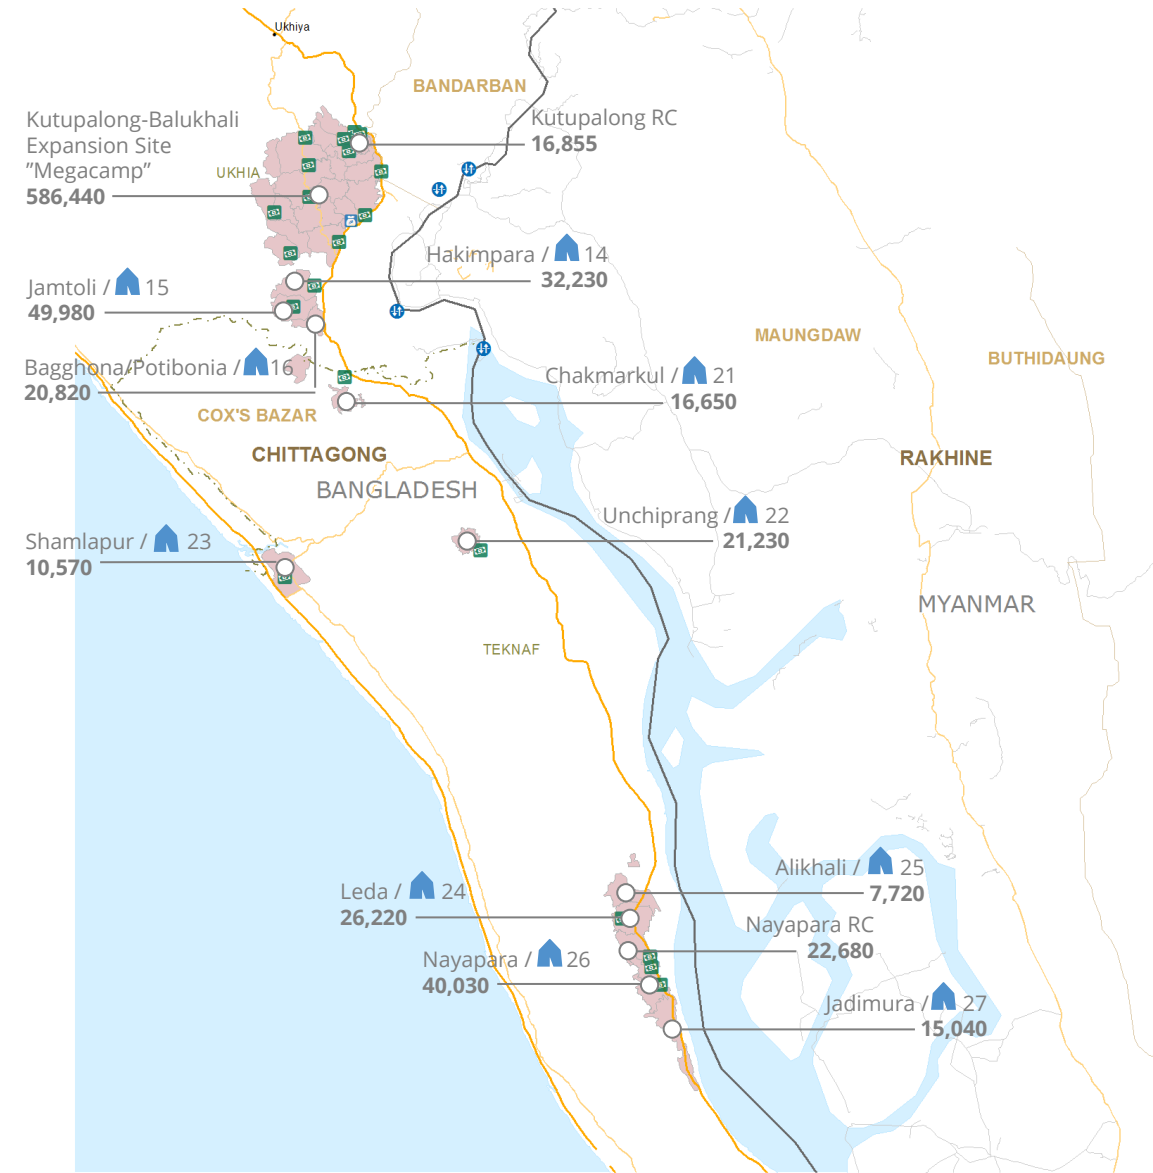 Ukhiya
BANDARBAN
Kutupalong-Balukhali
Expansion Site
”Megacamp”
586,440
Kutupalong RC
16,855
UKHIA
Hakimpara / 14
32,230
Jamtoli / 15
49,980
MAUNGDAW
BUTHIDAUNG
Bagghona/Potibonia / 16
20,820
Chakmarkul / 21
16,650
COX'S BAZAR
CHITTAGONG
RAKHINE
BANGLADESH
Unchiprang / 22
21,230
Shamlapur / 23
10,570
MYANMAR
TEKNAF
Alikhali / 25
7,720
Leda / 24
26,220
Nayapara RC
22,680
Nayapara / 26
40,030
Jadimura / 27
15,040